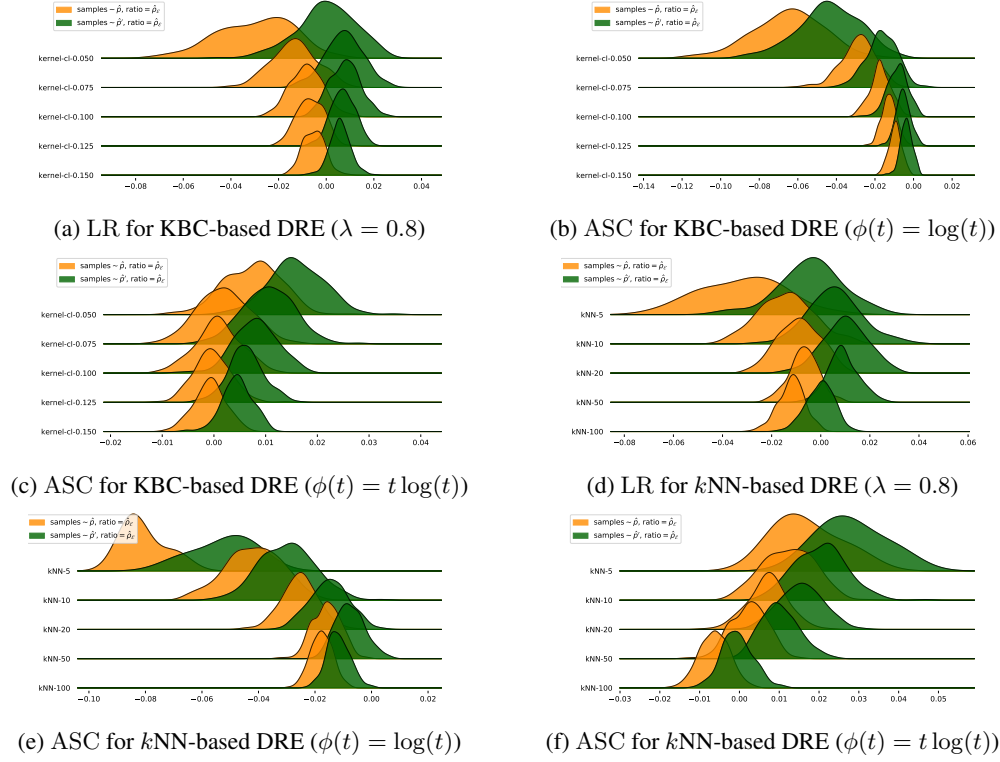 samples ~ p̂, ratio = ρ̂_ε
samples ~ p̂′, ratio = ρ̂_ε
kernel-cl-0.050
kernel-cl-0.075
kernel-cl-0.100
kernel-cl-0.125
kernel-cl-0.150
−0.08 −0.06 −0.04 −0.02 0.00 0.02 0.04
(a) LR for KBC-based DRE (λ = 0.8)
samples ~ p̂, ratio = ρ̂_ε
samples ~ p̂′, ratio = ρ̂_ε
kernel-cl-0.050
kernel-cl-0.075
kernel-cl-0.100
kernel-cl-0.125
kernel-cl-0.150
−0.14 −0.12 −0.10 −0.08 −0.06 −0.04 −0.02 0.00 0.02
(b) ASC for KBC-based DRE (φ(t) = log(t))
samples ~ p̂, ratio = ρ̂_ε
samples ~ p̂′, ratio = ρ̂_ε
kernel-cl-0.050
kernel-cl-0.075
kernel-cl-0.100
kernel-cl-0.125
kernel-cl-0.150
−0.02 −0.01 0.00 0.01 0.02 0.03 0.04
(c) ASC for KBC-based DRE (φ(t) = t log(t))
samples ~ p̂, ratio = ρ̂_ε
samples ~ p̂′, ratio = ρ̂_ε
kNN-5
kNN-10
kNN-20
kNN-50
kNN-100
−0.08 −0.06 −0.04 −0.02 0.00 0.02 0.04 0.06
(d) LR for kNN-based DRE (λ = 0.8)
samples ~ p̂, ratio = ρ̂_ε
samples ~ p̂′, ratio = ρ̂_ε
kNN-5
kNN-10
kNN-20
kNN-50
kNN-100
−0.10 −0.08 −0.06 −0.04 −0.02 0.00 0.02
(e) ASC for kNN-based DRE (φ(t) = log(t))
samples ~ p̂, ratio = ρ̂_ε
samples ~ p̂′, ratio = ρ̂_ε
kNN-5
kNN-10
kNN-20
kNN-50
kNN-100
−0.03 −0.02 −0.01 0.00 0.01 0.02 0.03 0.04 0.05
(f) ASC for kNN-based DRE (φ(t) = t log(t))